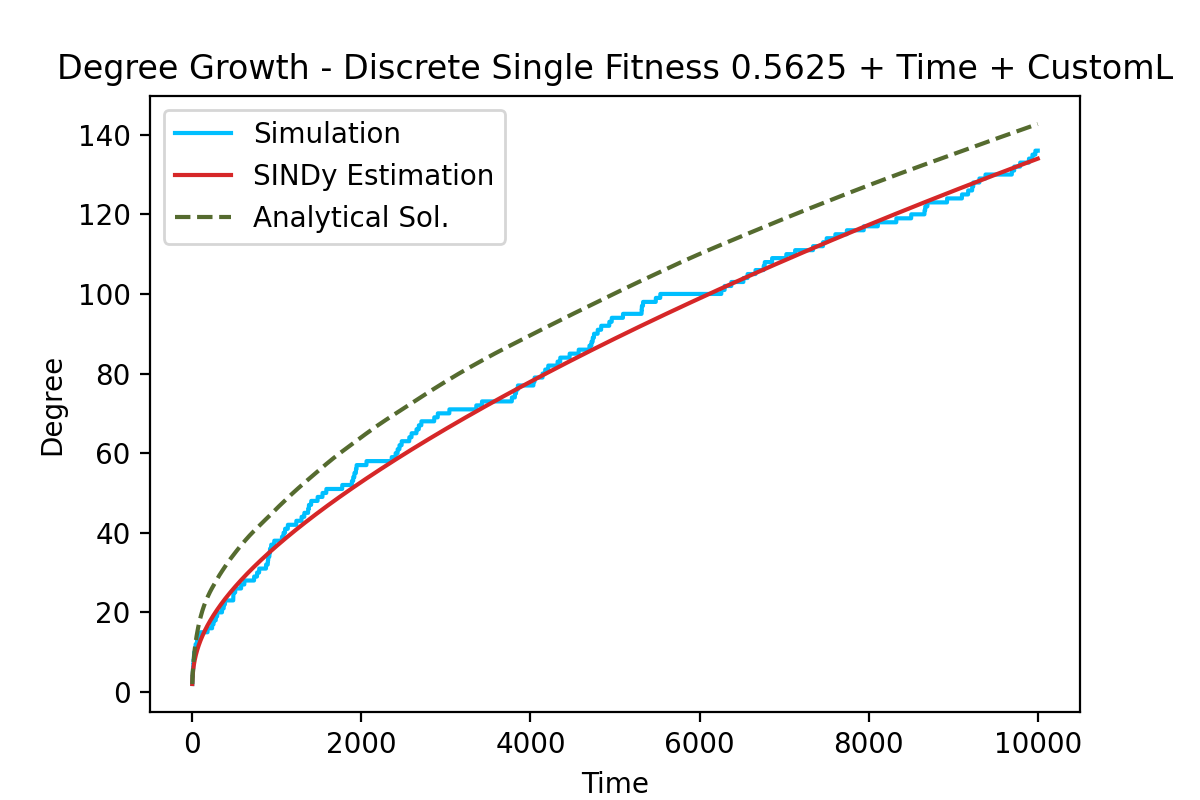 Degree Growth - Discrete Single Fitness 0.5625 + Time + CustomL
Simulation
SINDy Estimation
Analytical Sol.
140
120
100
80
60
40
20
0
Degree
0 2000 4000 6000 8000 10000
Time